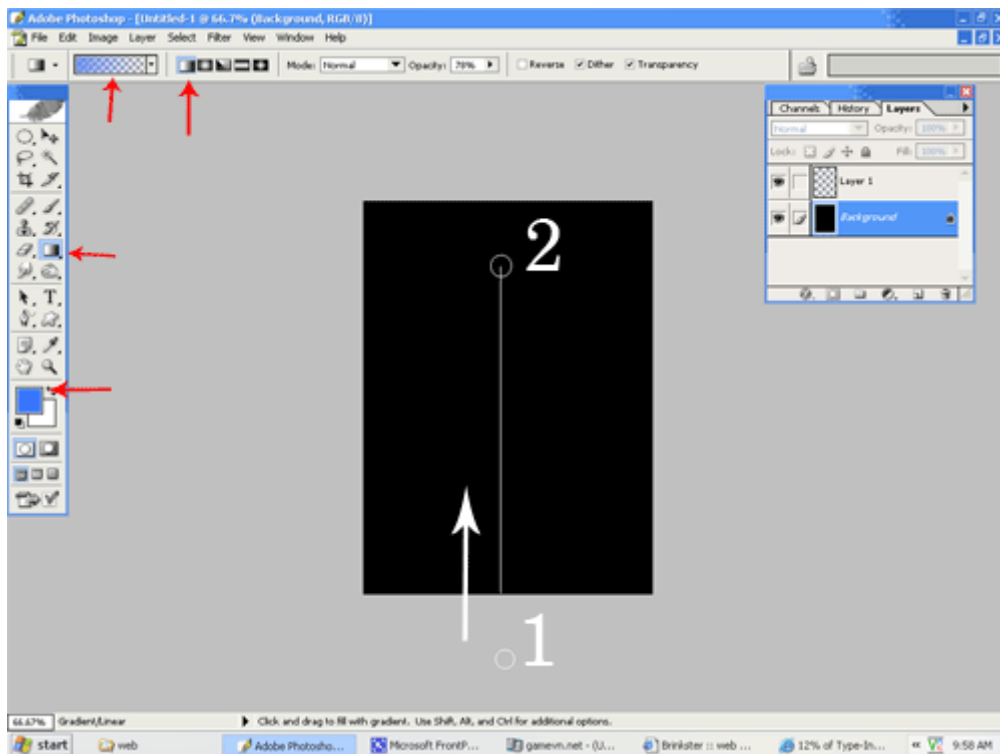 Adobe Photoshop - [Untitled-1 @ 66.7% (Background, RGB/8)]
File Edit Image Layer Select Filter View Window Help
Mode: Normal Opacity: 70% Reverse Dither Transparency
Channels History Layers
Normal Opacity: 100%
Lock: Fill: 100%
Layer 1
Background
2
T
1
66.67% Gradient/Linear Click and drag to fill with gradient. Use Shift, Alt, and Ctrl for additional options.
start web Adobe Photosho... Microsoft FrontP... gamevm.net - (U... Brinkster :: web ... 12% of Type-In... « 9:58 AM